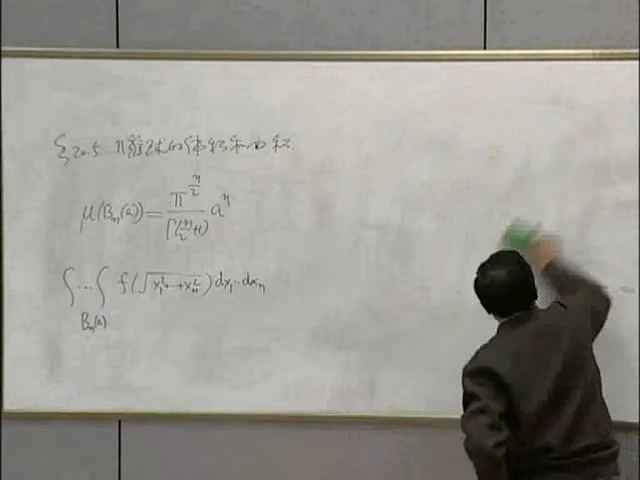 §20.5 n维球的体积和面积.
μ(Bₙ(a)) = π^{n/2} / Γ(n/2+1) aⁿ
∫…∫ f(√(x₁²+…+xₙ²)) dx₁…dxₙ
Bₙ(a)